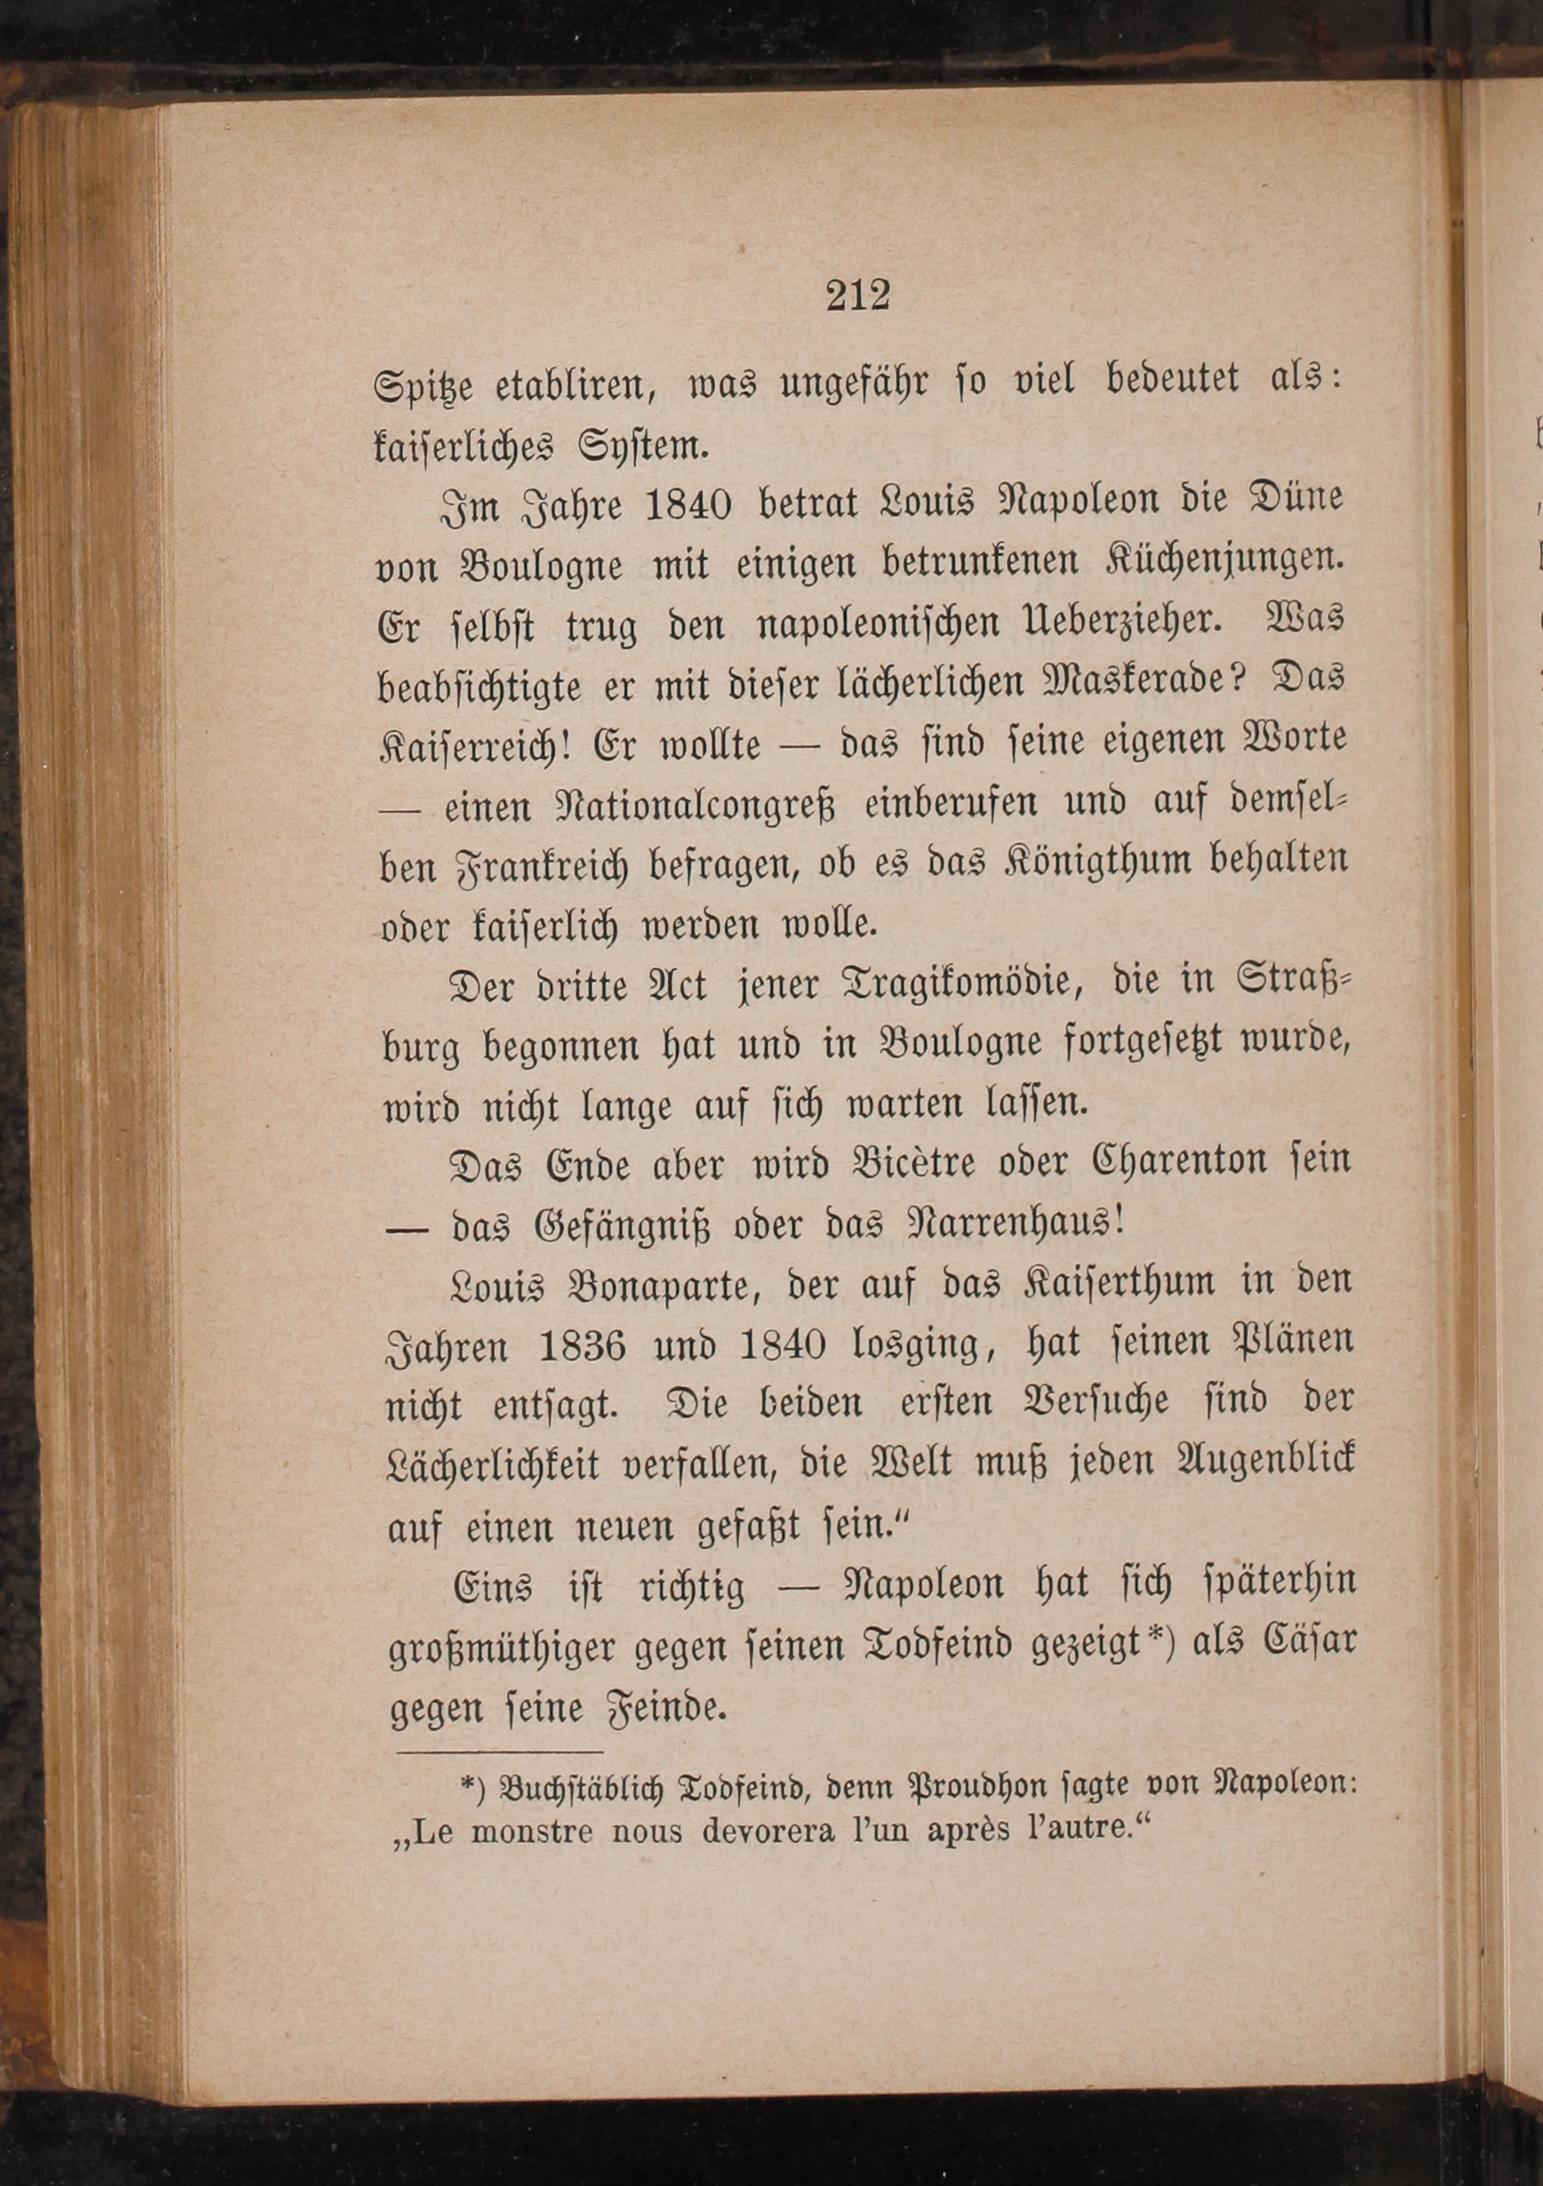 212
Spitze etabliren, was ungefähr so viel bedeutet als:
kaiserliches System.
Im Jahre 1840 betrat Louis Napoleon die Düne
von Boulogne mit einigen betrunkenen Küchenjungen.
Er selbst trug den napoleonischen Ueberzieher. Was
beabsichtigte er mit dieser lächerlichen Maskerade? Das
Kaiserreich! Er wollte — das sind seine eigenen Worte
— einen Nationalcongreß einberufen und auf demsel-
ben Frankreich befragen, ob es das Königthum behalten
oder kaiserlich werden wolle.
Der dritte Act jener Tragikomödie, die in Straß-
burg begonnen hat und in Boulogne fortgesetzt wurde,
wird nicht lange auf sich warten lassen.
Das Ende aber wird Bicètre oder Charenton sein
— das Gefängniß oder das Narrenhaus!
Louis Bonaparte, der auf das Kaiserthum in den
Jahren 1836 und 1840 losging, hat seinen Plänen
nicht entsagt. Die beiden ersten Versuche sind der
Lächerlichkeit verfallen, die Welt muß jeden Augenblick
auf einen neuen gefaßt sein.“
Eins ist richtig — Napoleon hat sich späterhin
großmüthiger gegen seinen Todfeind gezeigt*) als Cäsar
gegen seine Feinde.
*) Buchstäblich Todfeind, denn Proudhon sagte von Napoleon:
„Le monstre nous devorera l’un après l’autre.“